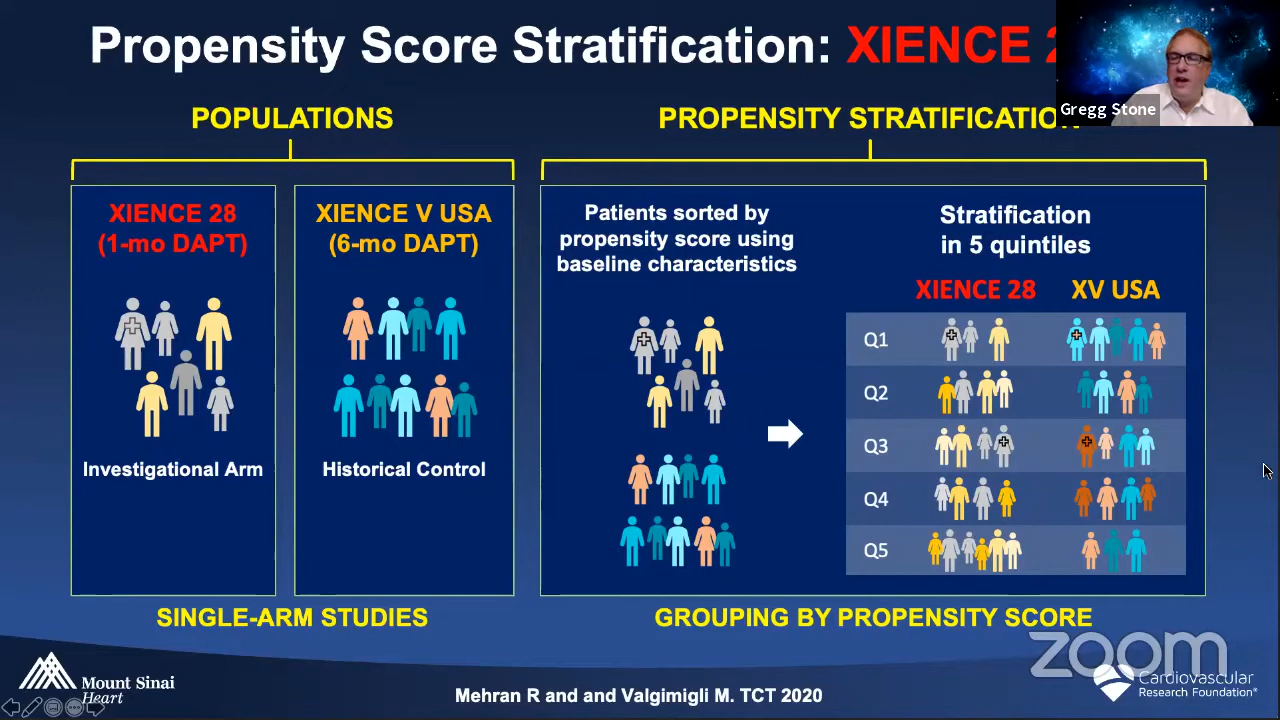 Propensity Score Stratification: XIENCE 2
Gregg Stone
POPULATIONS
PROPENSITY STRATIFICATION
XIENCE 28
(1-mo DAPT)
Investigational Arm
XIENCE V USA
(6-mo DAPT)
Historical Control
SINGLE-ARM STUDIES
Patients sorted by
propensity score using
baseline characteristics
Stratification
in 5 quintiles
XIENCE 28 XV USA
Q1
Q2
Q3
Q4
Q5
GROUPING BY PROPENSITY SCORE
zoom
Mount Sinai
Heart
Mehran R and and Valgimigli M. TCT 2020
Cardiovascular
Research Foundation®